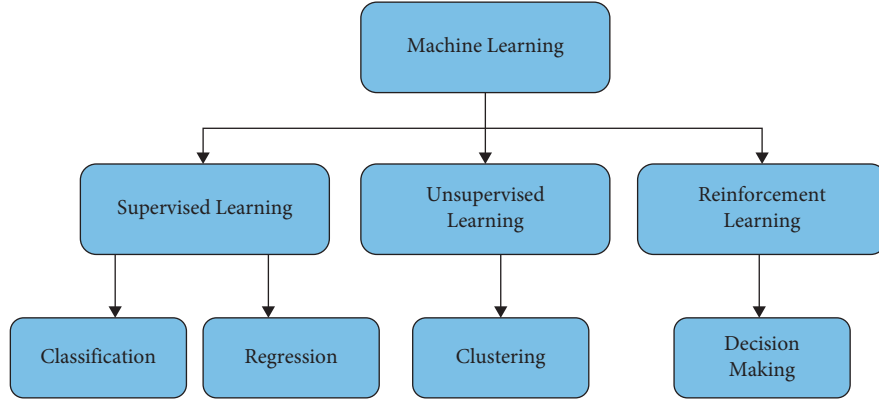 Machine Learning
Supervised Learning
Unsupervised
Learning
Reinforcement
Learning
Classification
Regression
Clustering
Decision
Making